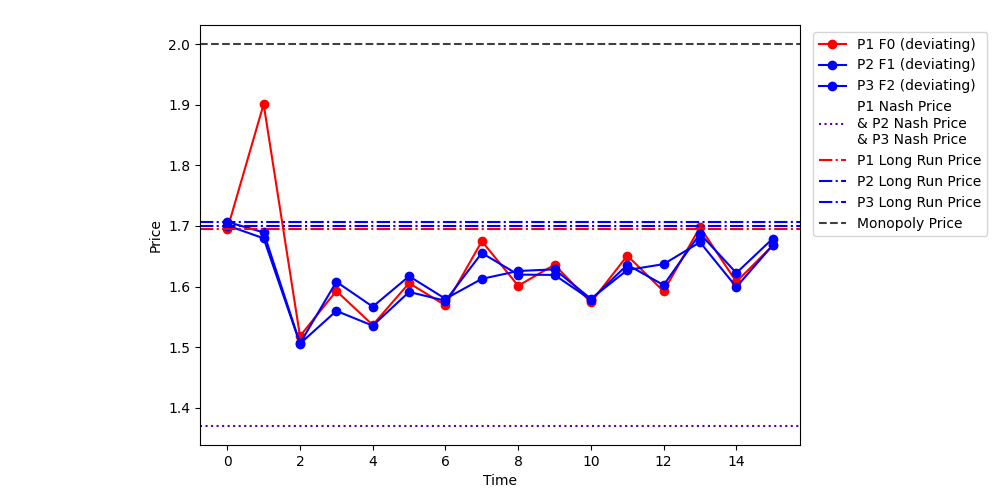 2.0
1.9
1.8
1.7
1.6
1.5
1.4
Price
0 2 4 6 8 10 12 14
Time
P1 F0 (deviating)
P2 F1 (deviating)
P3 F2 (deviating)
P1 Nash Price
& P2 Nash Price
& P3 Nash Price
P1 Long Run Price
P2 Long Run Price
P3 Long Run Price
Monopoly Price